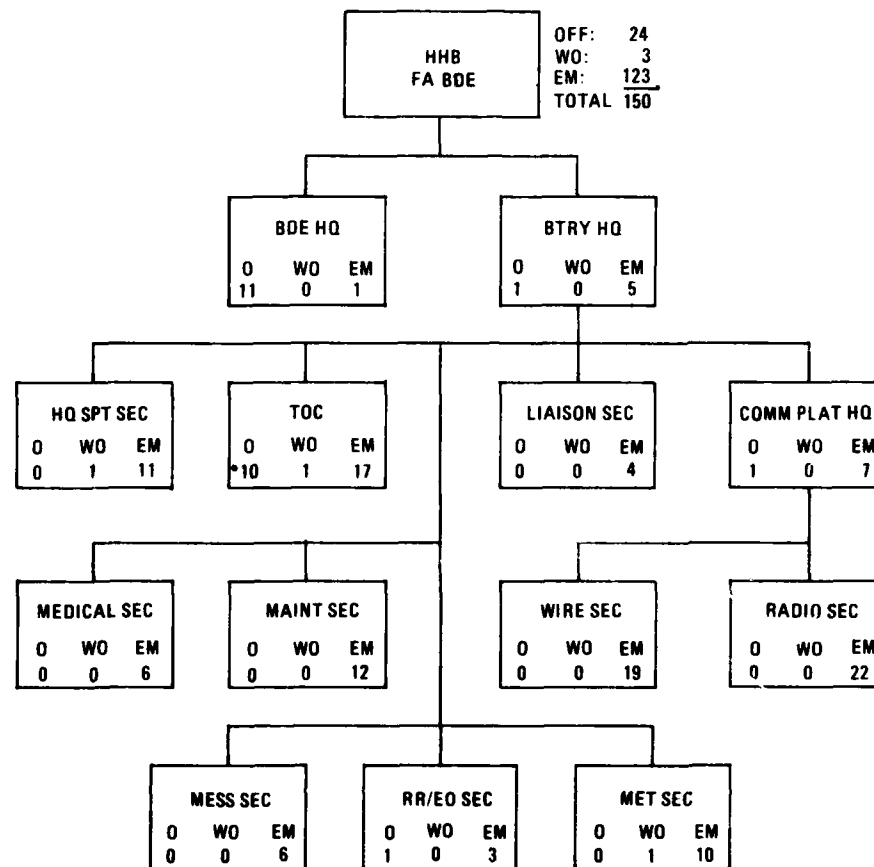 HHB
FA BDE
OFF: 24
WO: 3
EM: 123
TOTAL 150
BDE HQ
O WO EM
11 0 1
BTRY HQ
O WO EM
1 0 5
HQ SPT SEC
O WO EM
0 1 11
TOC
O WO EM
*10 1 17
LIAISON SEC
O WO EM
0 0 4
COMM PLAT HQ
O WO EM
1 0 7
MEDICAL SEC
O WO EM
0 0 6
MAINT SEC
O WO EM
0 0 12
WIRE SEC
O WO EM
0 0 19
RADIO SEC
O WO EM
0 0 22
MESS SEC
O WO EM
0 0 6
RR/EO SEC
O WO EM
1 0 3
MET SEC
O WO EM
0 1 10